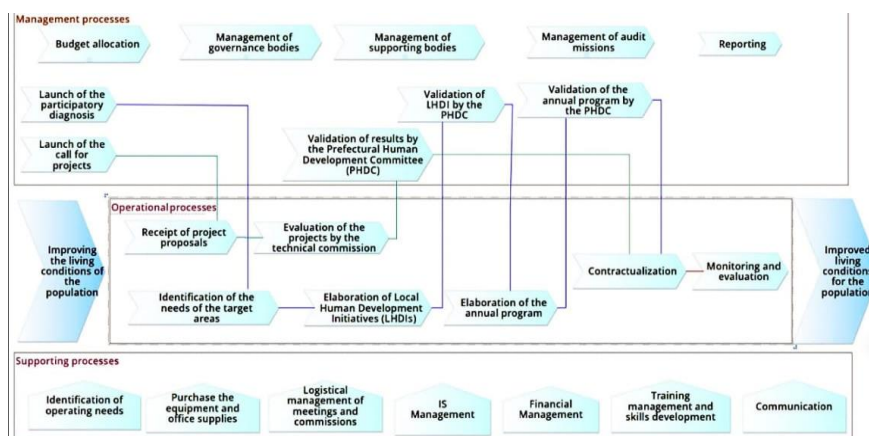 Management processes
Budget allocation
Management of
governance bodies
Management of
supporting bodies
Management of audit
missions
Reporting
Launch of the
participatory diagnosis
Validation of
LHDI by the
PHDC
Validation of the
annual program by
the PHDC
Launch of the
call for
projects
Validation of results by
the Prefectural Human
Development Committee
(PHDC)
Improving
the living
conditions of
the
population
Operational processes
Receipt of project
proposals
Evaluation of the
projects by the
technical commission
Contractualization
Monitoring and
evaluation
Identification of the
needs of the target
areas
Elaboration of Local
Human Development
Initiatives (LHDIs)
Elaboration of the
annual program
Improved
living
conditions
for the
population
Supporting processes
Identification of
operating needs
Purchase the
equipment and
office supplies
Logistical
management of
meetings and
commissions
IS
Management
Financial
Management
Training
management and
skills development
Communication